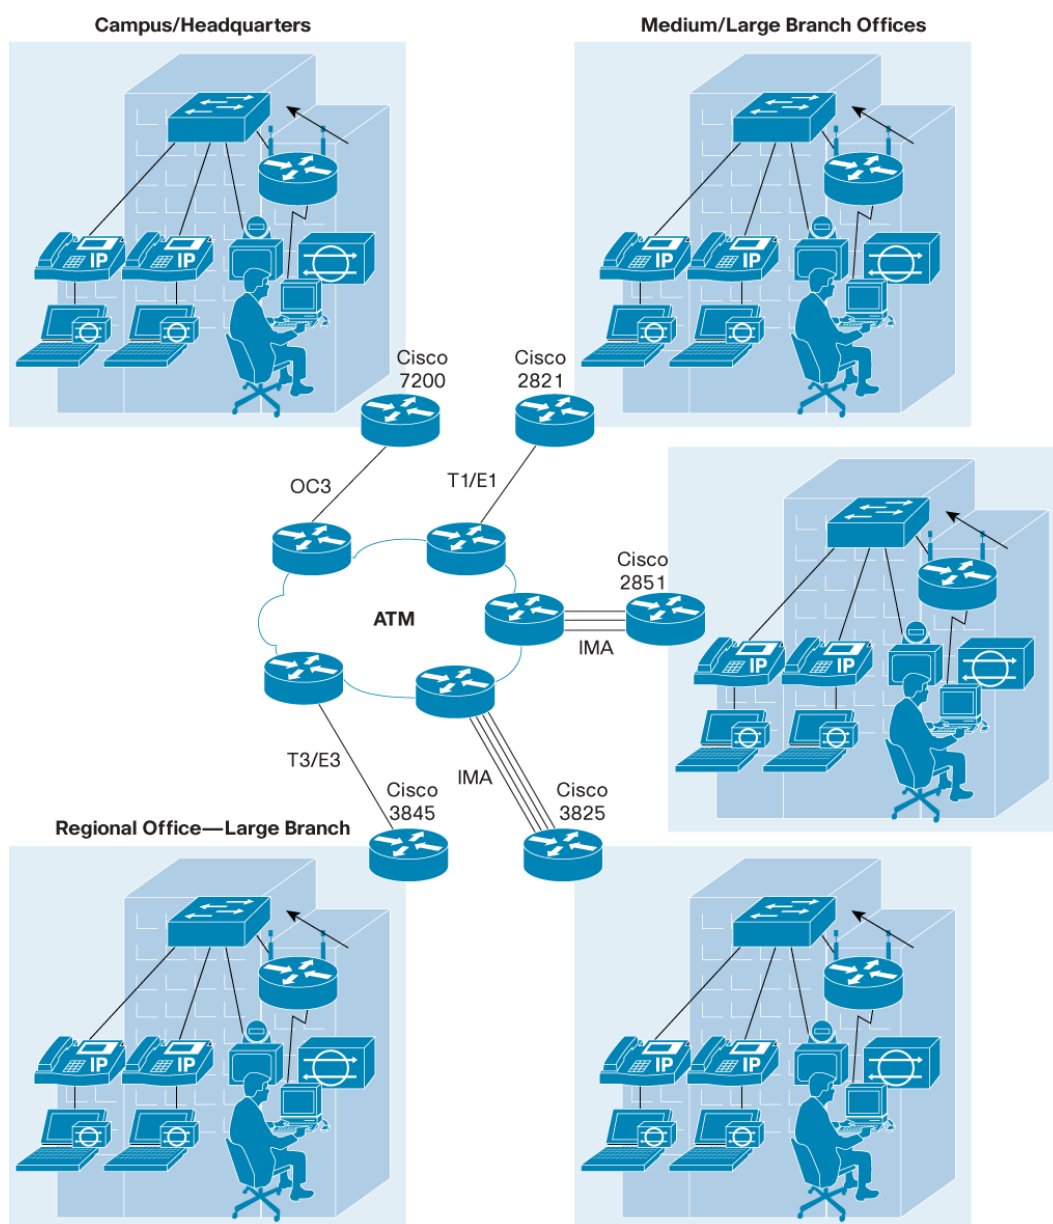 Campus/Headquarters
Medium/Large Branch Offices
IP
IP
IP
IP
Cisco
7200
Cisco
2821
OC3
T1/E1
Cisco
2851
ATM
IMA
IP
IP
T3/E3
IMA
Cisco
3845
Cisco
3825
Regional Office—Large Branch
IP
IP
IP
IP